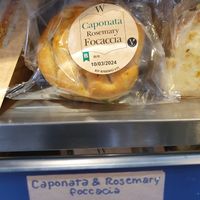 W
Caponata
Rosemary
Focaccia
V
10/03/2024
Caponata & Rosemary
foccacia